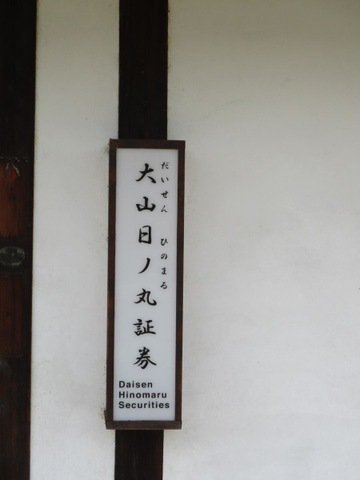 大山日ノ丸証券
だいせん ひのまる
Daisen
Hinomaru
Securities